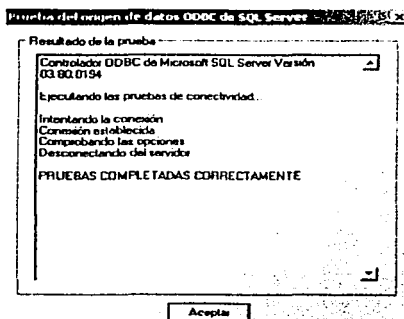 Prueba del origen de datos ODBC de SQL Server
Resultado de la prueba
Controlador ODBC de Microsoft SQL Server Versión
03.80.0194
Ejecutando las pruebas de conectividad...
Intentando la conexión
Conexión establecida
Comprobando las opciones
Desconectando del servidor
PRUEBAS COMPLETADAS CORRECTAMENTE
Aceptar